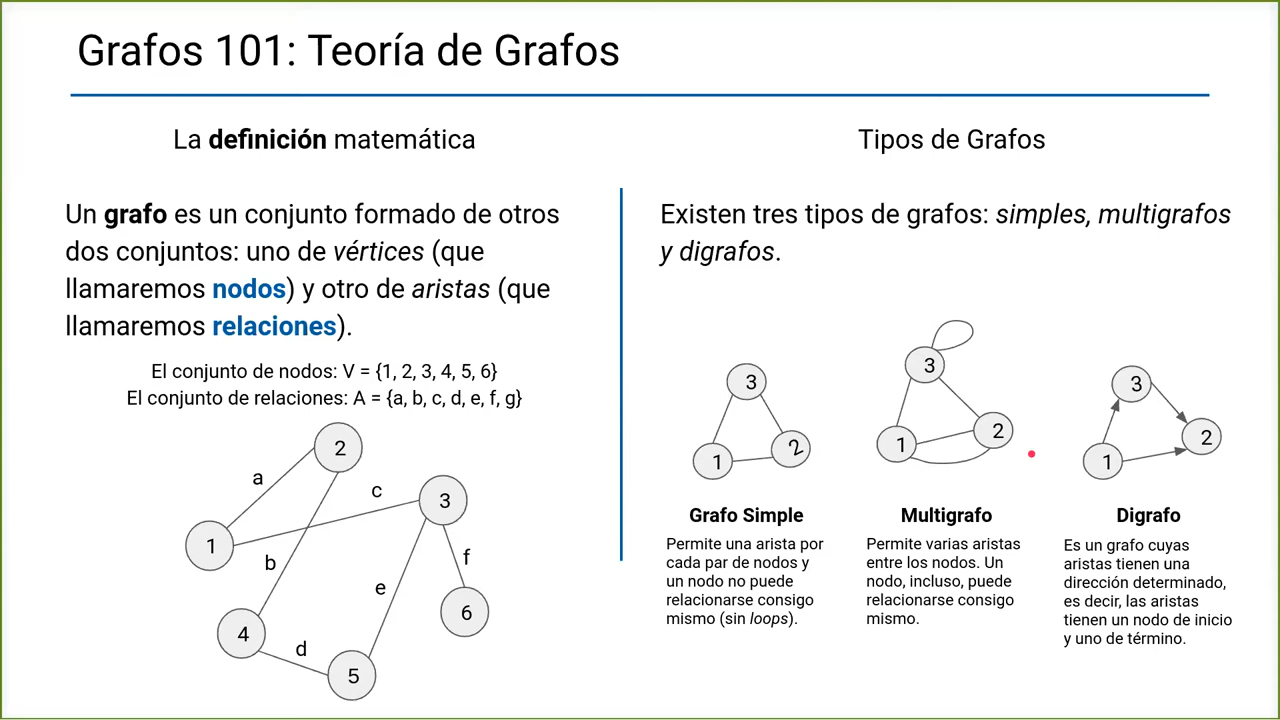 Grafos 101: Teoría de Grafos
La definición matemática
Un grafo es un conjunto formado de otros
dos conjuntos: uno de vértices (que
llamaremos nodos) y otro de aristas (que
llamaremos relaciones).
El conjunto de nodos: V = {1, 2, 3, 4, 5, 6}
El conjunto de relaciones: A = {a, b, c, d, e, f, g}
2
a
c
3
1
b
f
e
6
4
d
5
Tipos de Grafos
Existen tres tipos de grafos: simples, multigrafos
y digrafos.
3
1
2
Grafo Simple
Permite una arista por
cada par de nodos y
un nodo no puede
relacionarse consigo
mismo (sin loops).
3
1
2
Multigrafo
Permite varias aristas
entre los nodos. Un
nodo, incluso, puede
relacionarse consigo
mismo.
3
1
2
Digrafo
Es un grafo cuyas
aristas tienen una
dirección determinado,
es decir, las aristas
tienen un nodo de inicio
y uno de término.